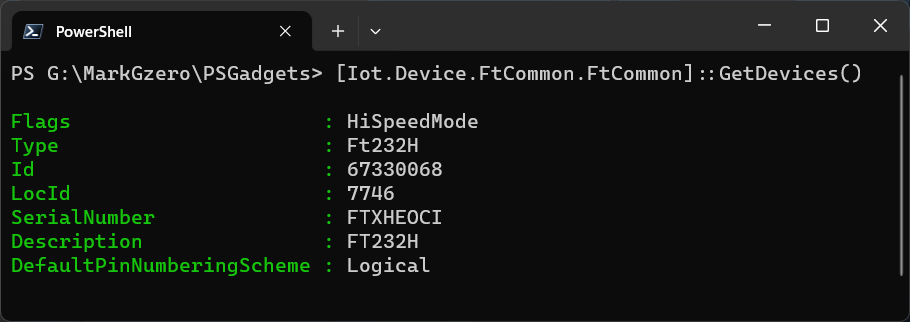 PowerShell
PS G:\MarkGzero\PSGadgets> [Iot.Device.FtCommon.FtCommon]::GetDevices()
Flags : HiSpeedMode
Type : Ft232H
Id : 67330068
LocId : 7746
SerialNumber : FTXHEOCI
Description : FT232H
DefaultPinNumberingScheme : Logical